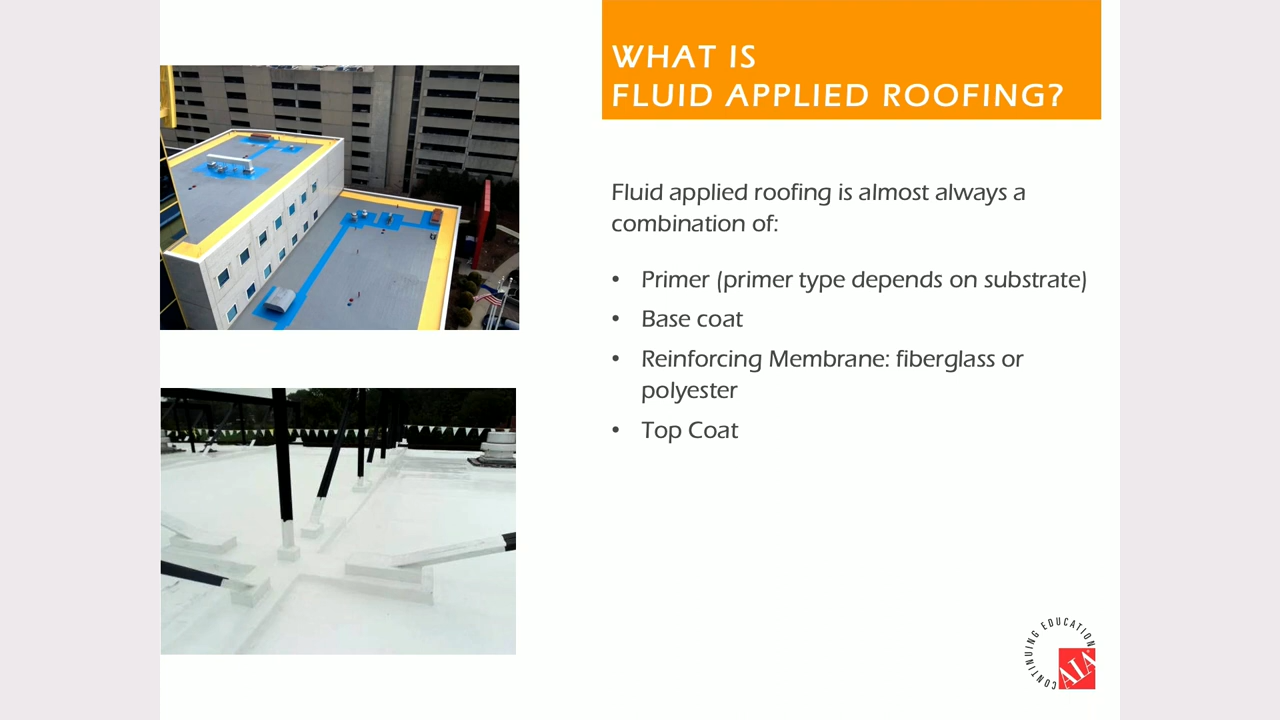 WHAT IS
FLUID APPLIED ROOFING?
Fluid applied roofing is almost always a
combination of:
• Primer (primer type depends on substrate)
• Base coat
• Reinforcing Membrane: fiberglass or
polyester
• Top Coat
CONTINUING EDUCATION
AIA